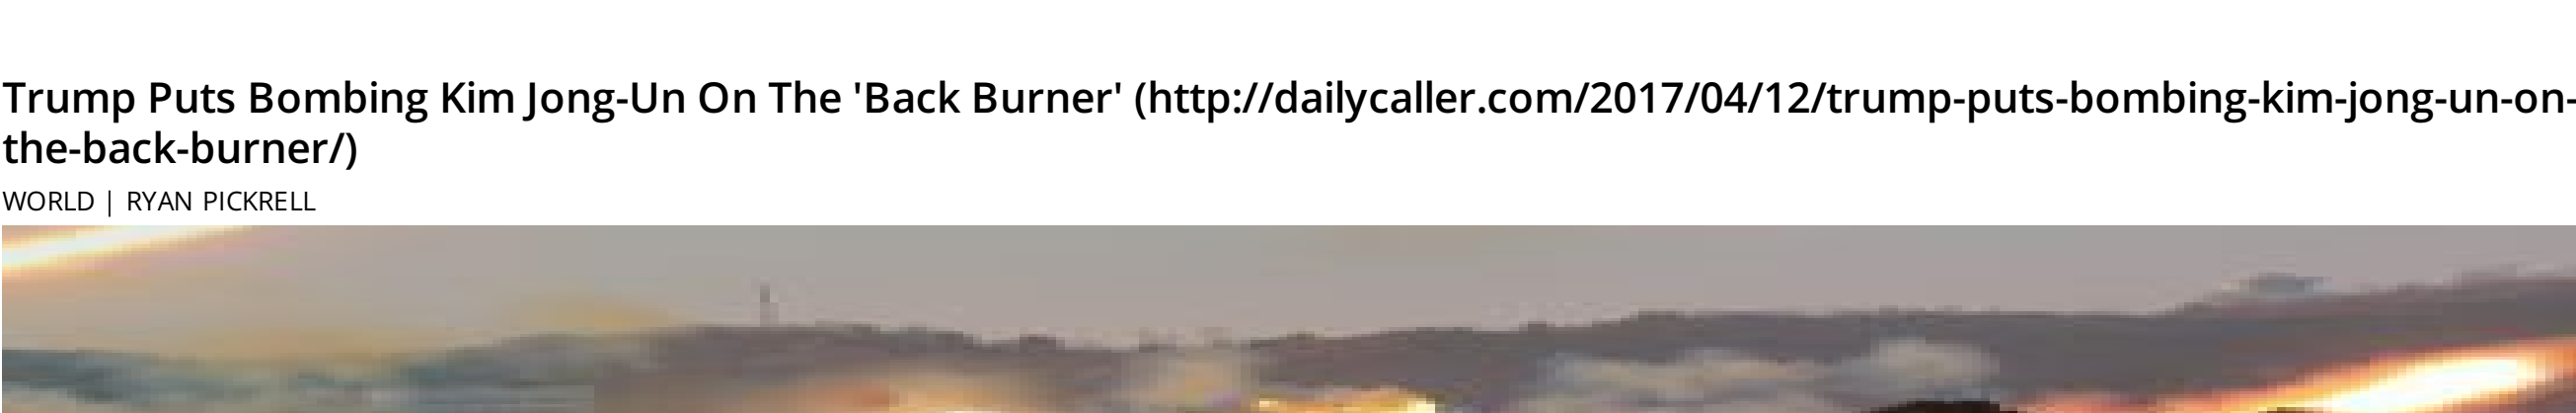 Trump Puts Bombing Kim Jong-Un On The 'Back Burner' (http://dailycaller.com/2017/04/12/trump-puts-bombing-kim-jong-un-on-
the-back-burner/)
WORLD | RYAN PICKRELL